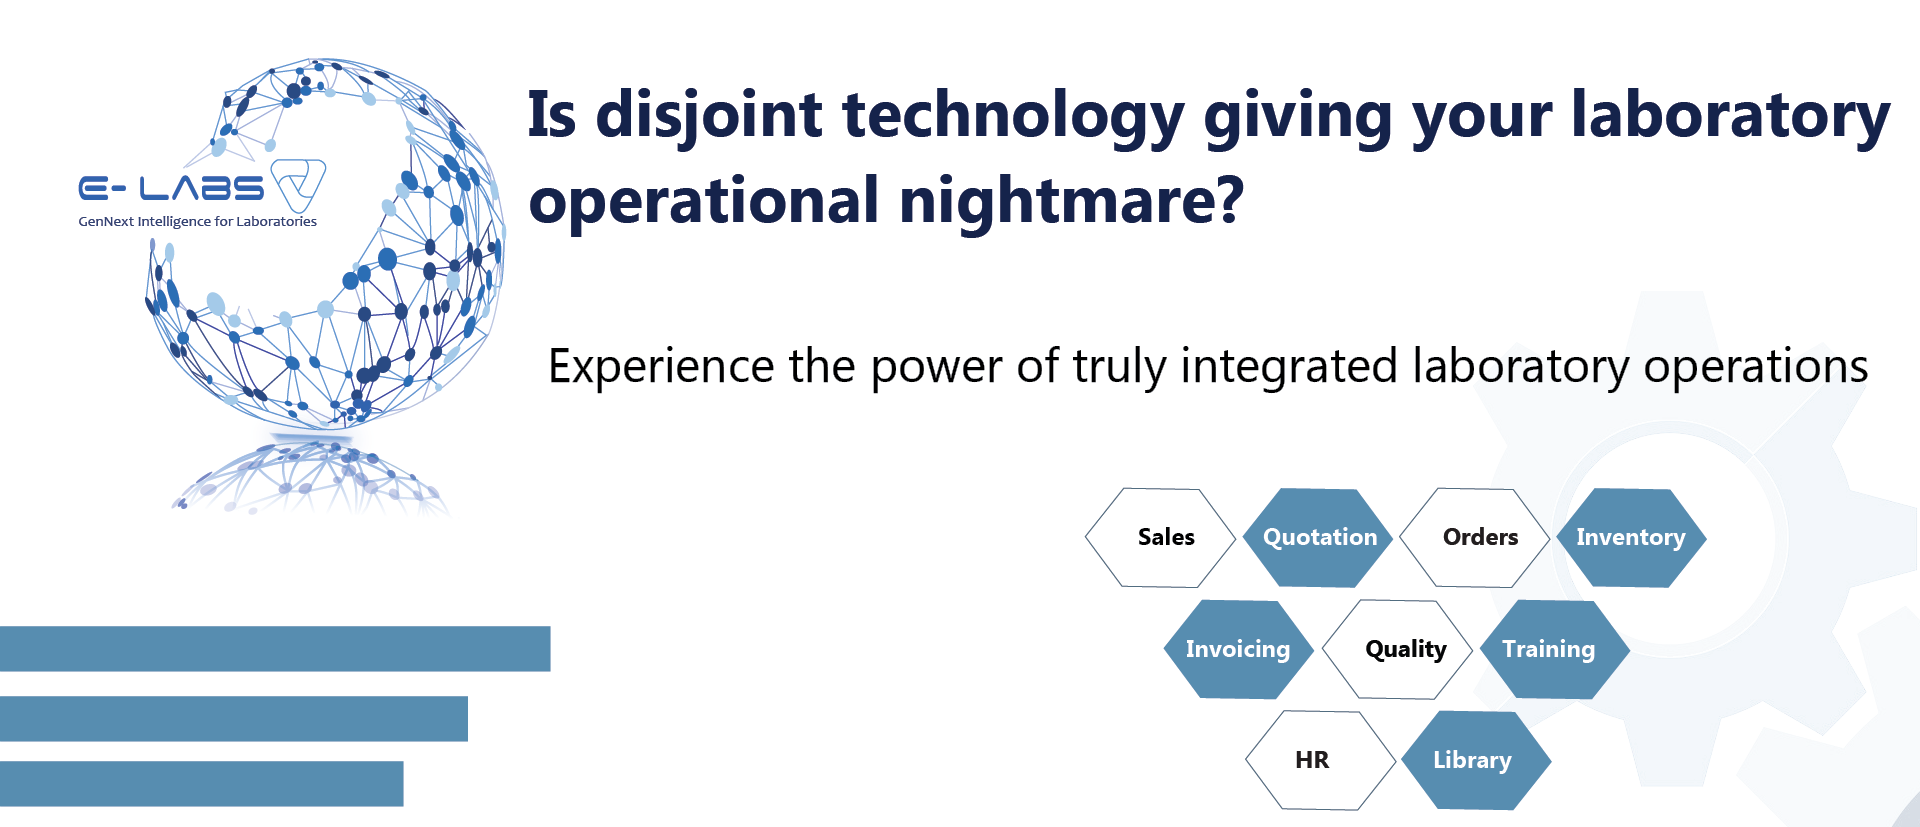 E- LABS
GenNext Intelligence for Laboratories
Is disjoint technology giving your laboratory
operational nightmare?
Experience the power of truly integrated laboratory operations
Sales
Quotation
Orders
Inventory
Invoicing
Quality
Training
HR
Library